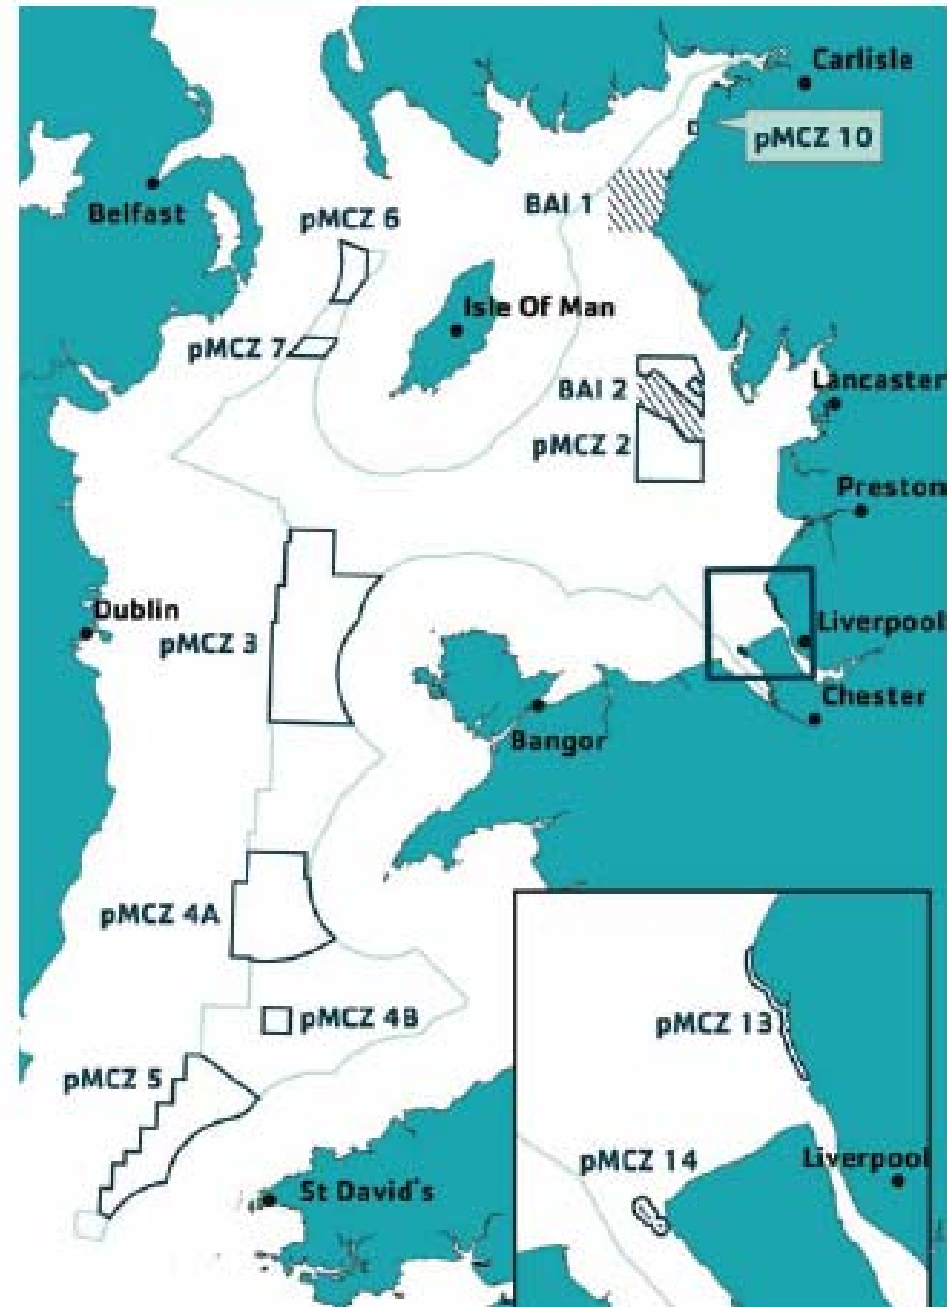 Carlisle
pMCZ 10
BAI 1
Belfast
pMCZ 6
Isle Of Man
pMCZ 7
BAI 2
Lancaster
pMCZ 2
Preston
Dublin
pMCZ 3
Liverpool
Chester
Bangor
pMCZ 4A
pMCZ 4B
pMCZ 13
pMCZ 5
pMCZ 14
Liverpool
St David's